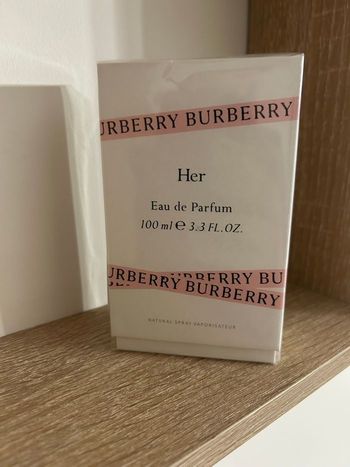 URBERRY BURBERRY
Her
Eau de Parfum
100 ml ℮ 3.3 FL.OZ.
URBERRY BURBERRY BU
URBERRY BURBERRY
NATURAL SPRAY VAPORISATEUR